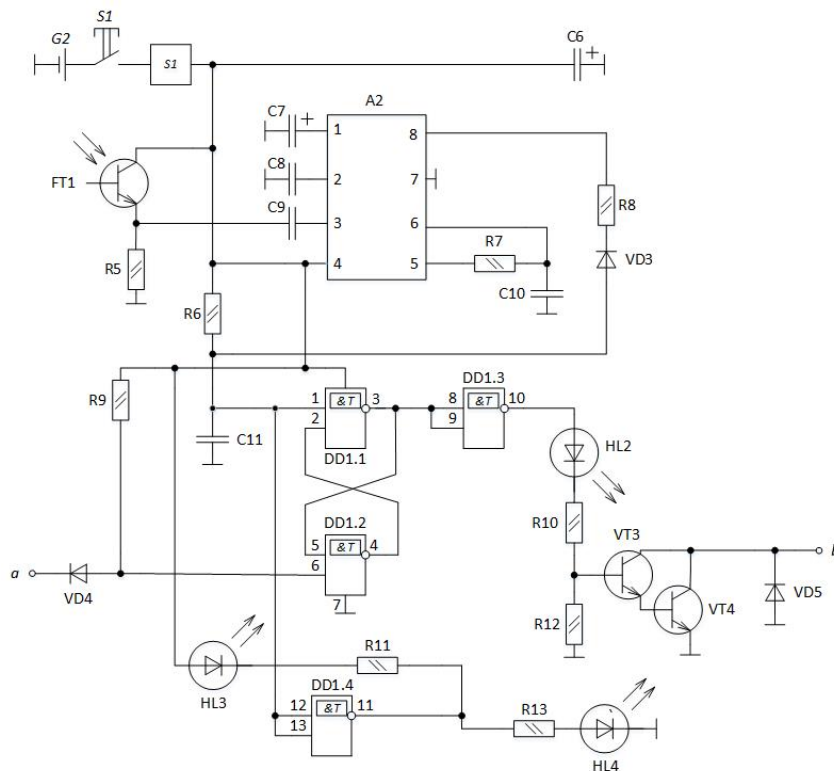 S1
G2
S1
C6
+
A2
C7
+
1
8
C8
2
7
FT1
C9
3
6
R8
R7
R5
4
5
VD3
C10
R6
DD1.3
R9
1
&T
3
8
&T
10
2
9
C11
DD1.1
HL2
DD1.2
R10
5
&T
4
VT3
a
6
b
VD4
7
VD5
R12
VT4
R11
HL3
DD1.4
12
&T
11
R13
13
HL4